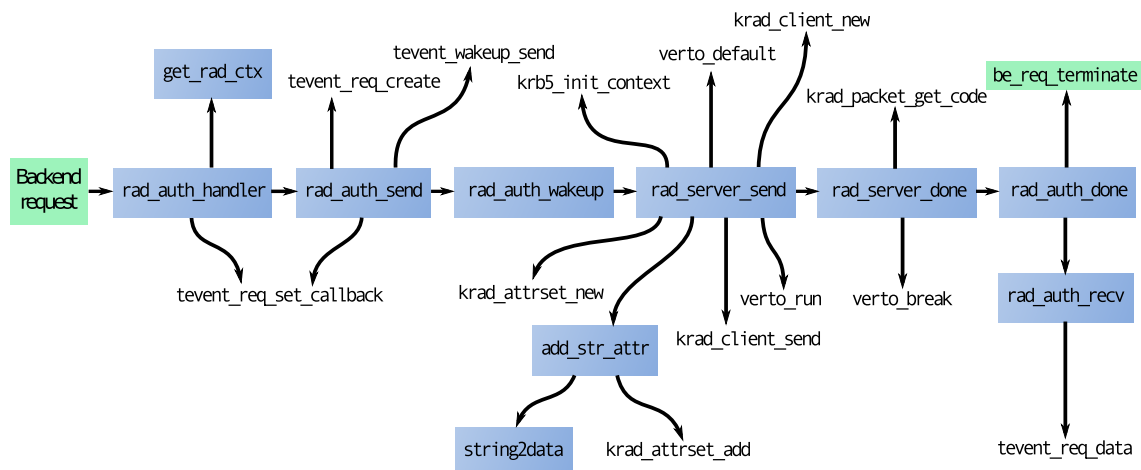 krad_client_new
tevent_wakeup_send
verto_default
get_rad_ctx
tevent_req_create
krb5_init_context
be_req_terminate
krad_packet_get_code
Backend
request
rad_auth_handler
rad_auth_send
rad_auth_wakeup
rad_server_send
rad_server_done
rad_auth_done
tevent_req_set_callback
krad_attrset_new
verto_run
verto_break
rad_auth_recv
krad_client_send
add_str_attr
string2data
krad_attrset_add
tevent_req_data